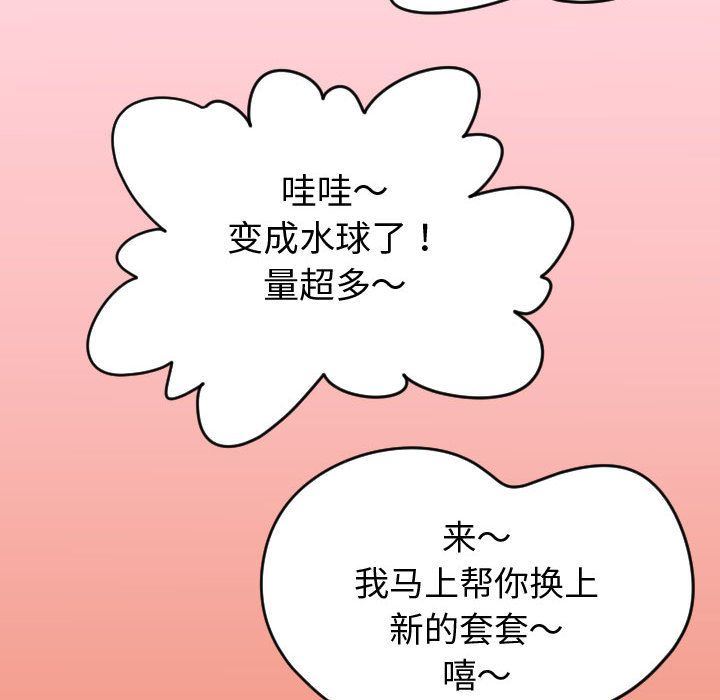 哇哇～
变成水球了！
量超多～
来～
我马上帮你换上
新的套套～
嘻～